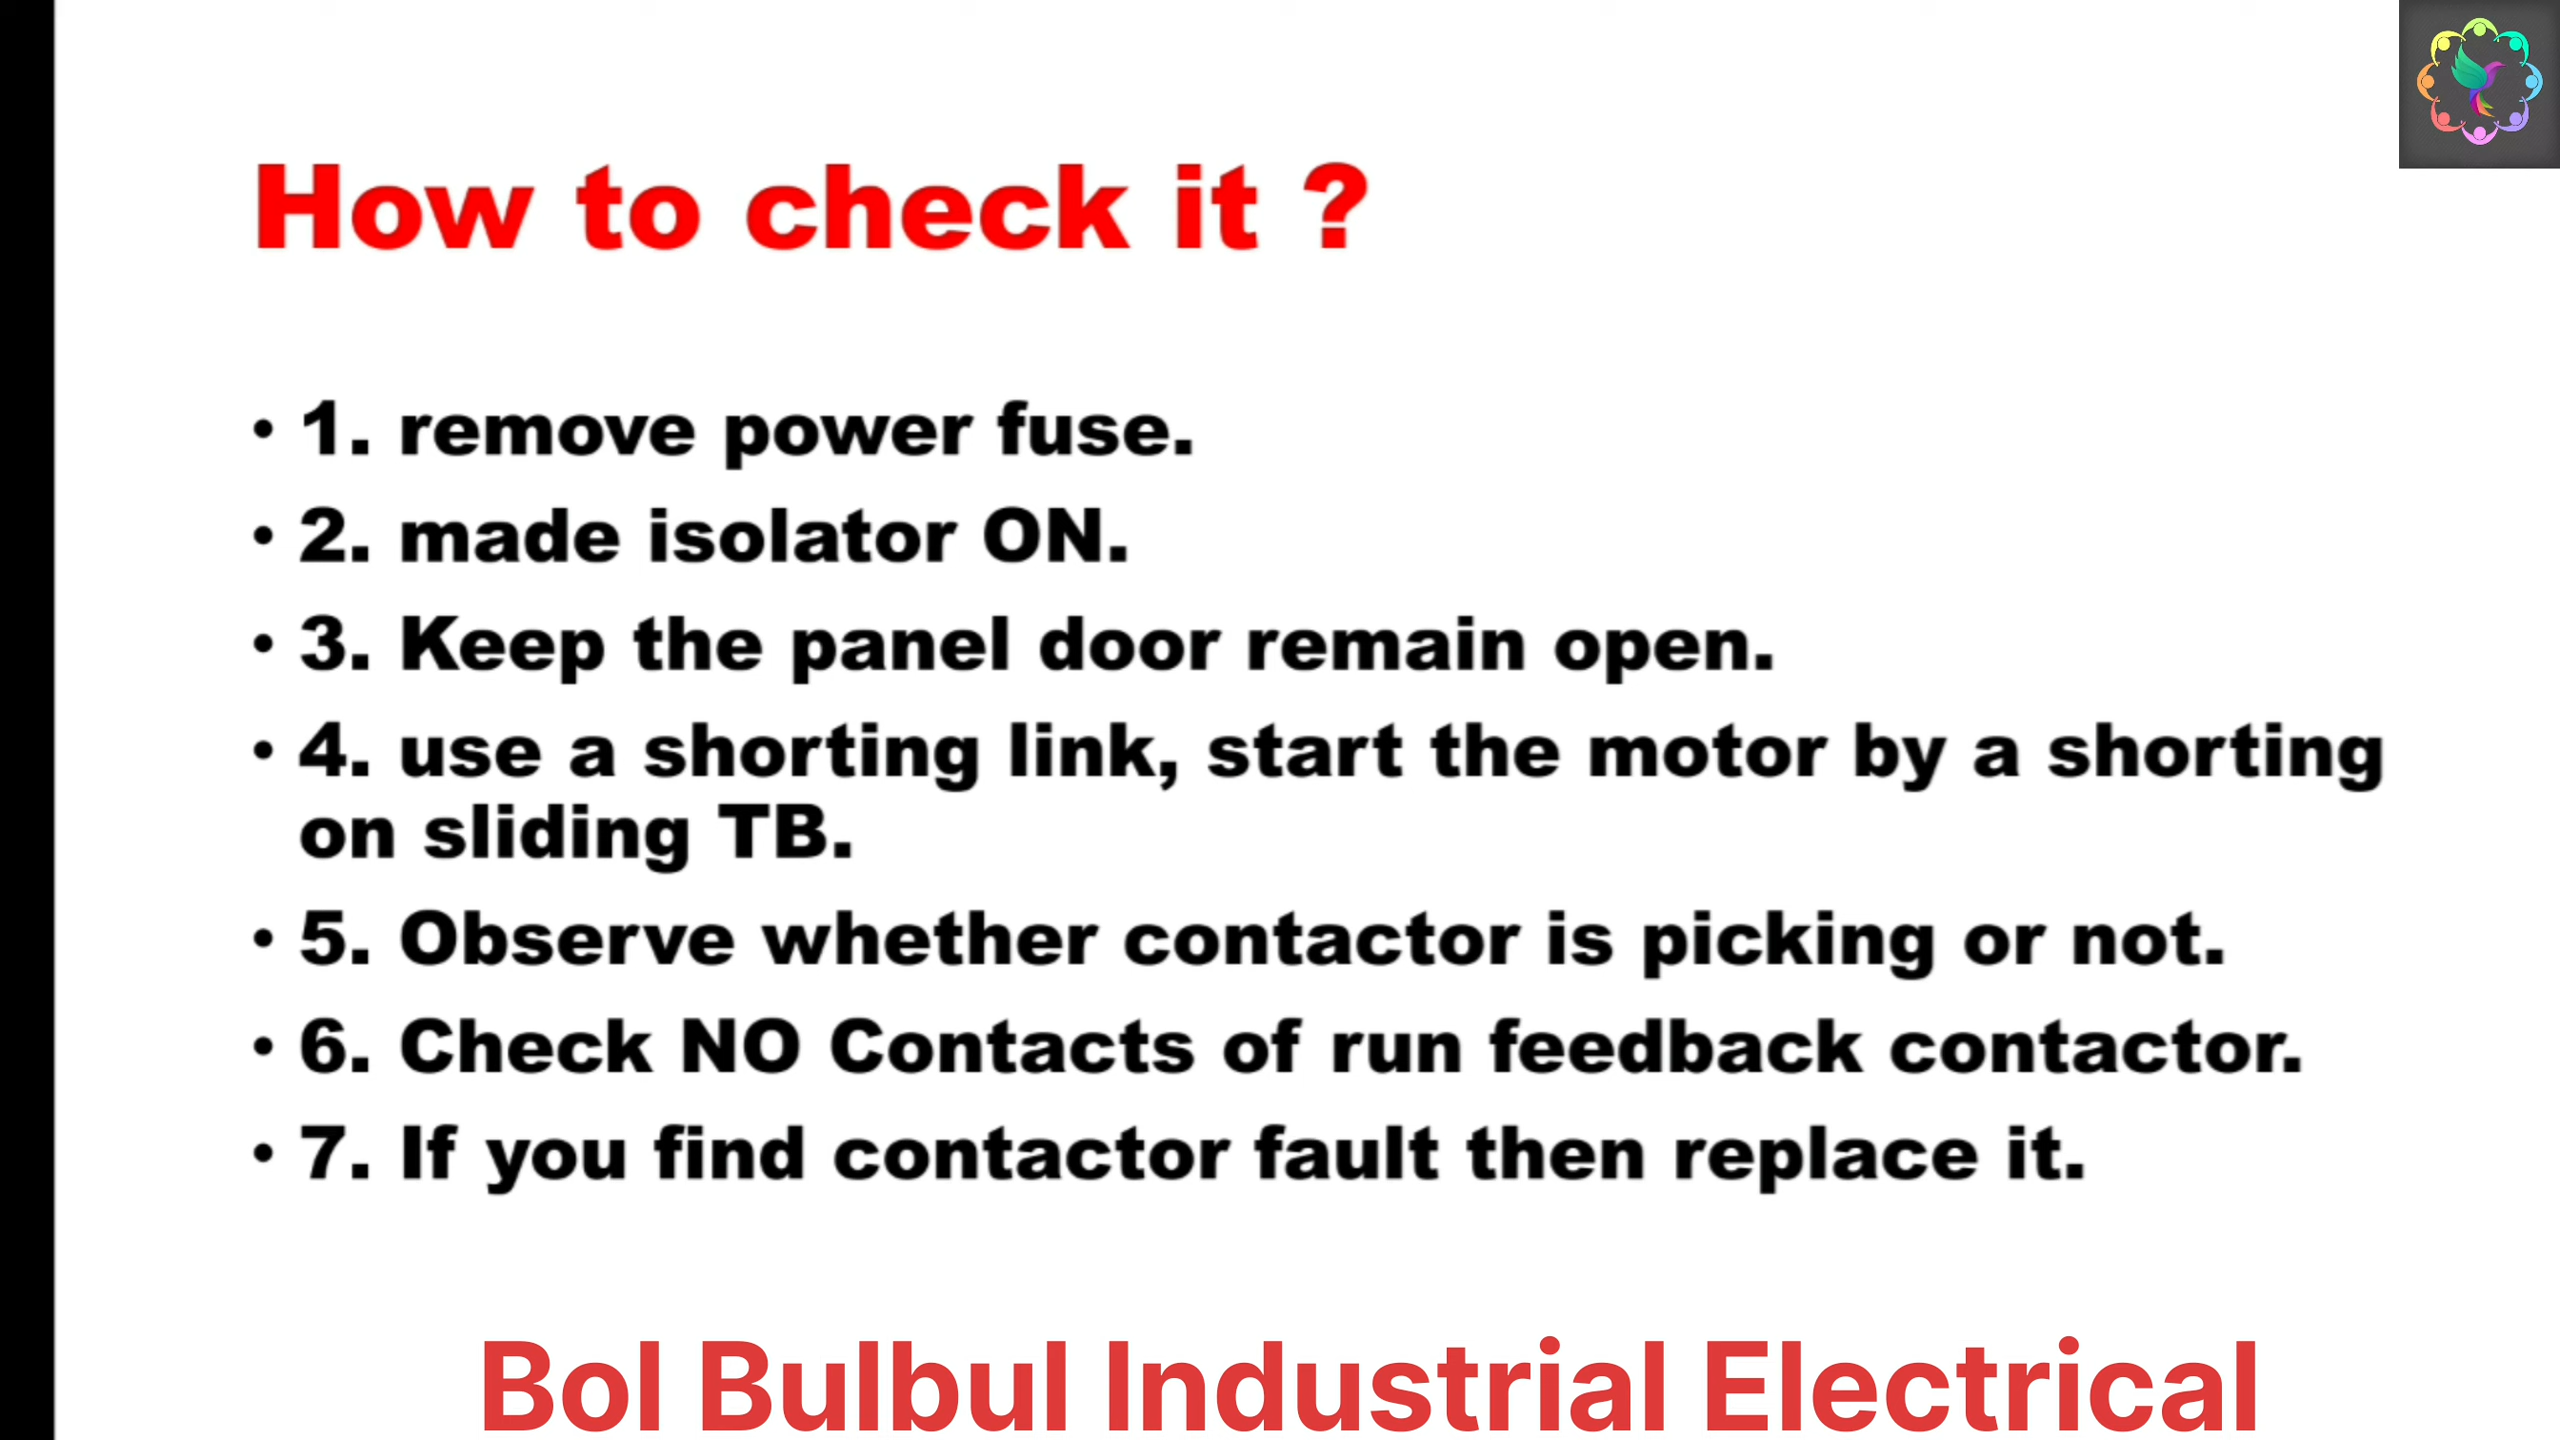 How to check it ?
• 1. remove power fuse.
• 2. made isolator ON.
• 3. Keep the panel door remain open.
• 4. use a shorting link, start the motor by a shorting
on sliding TB.
• 5. Observe whether contactor is picking or not.
• 6. Check NO Contacts of run feedback contactor.
• 7. If you find contactor fault then replace it.
Bol Bulbul Industrial Electrical